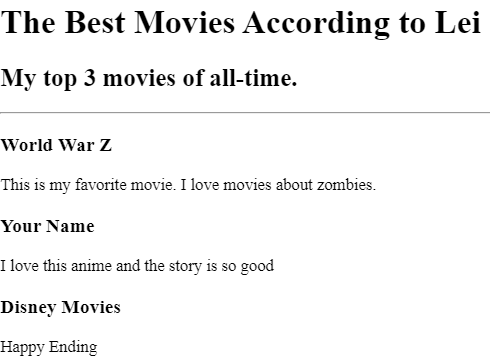 The Best Movies According to Lei
My top 3 movies of all-time.
World War Z
This is my favorite movie. I love movies about zombies.
Your Name
I love this anime and the story is so good
Disney Movies
Happy Ending